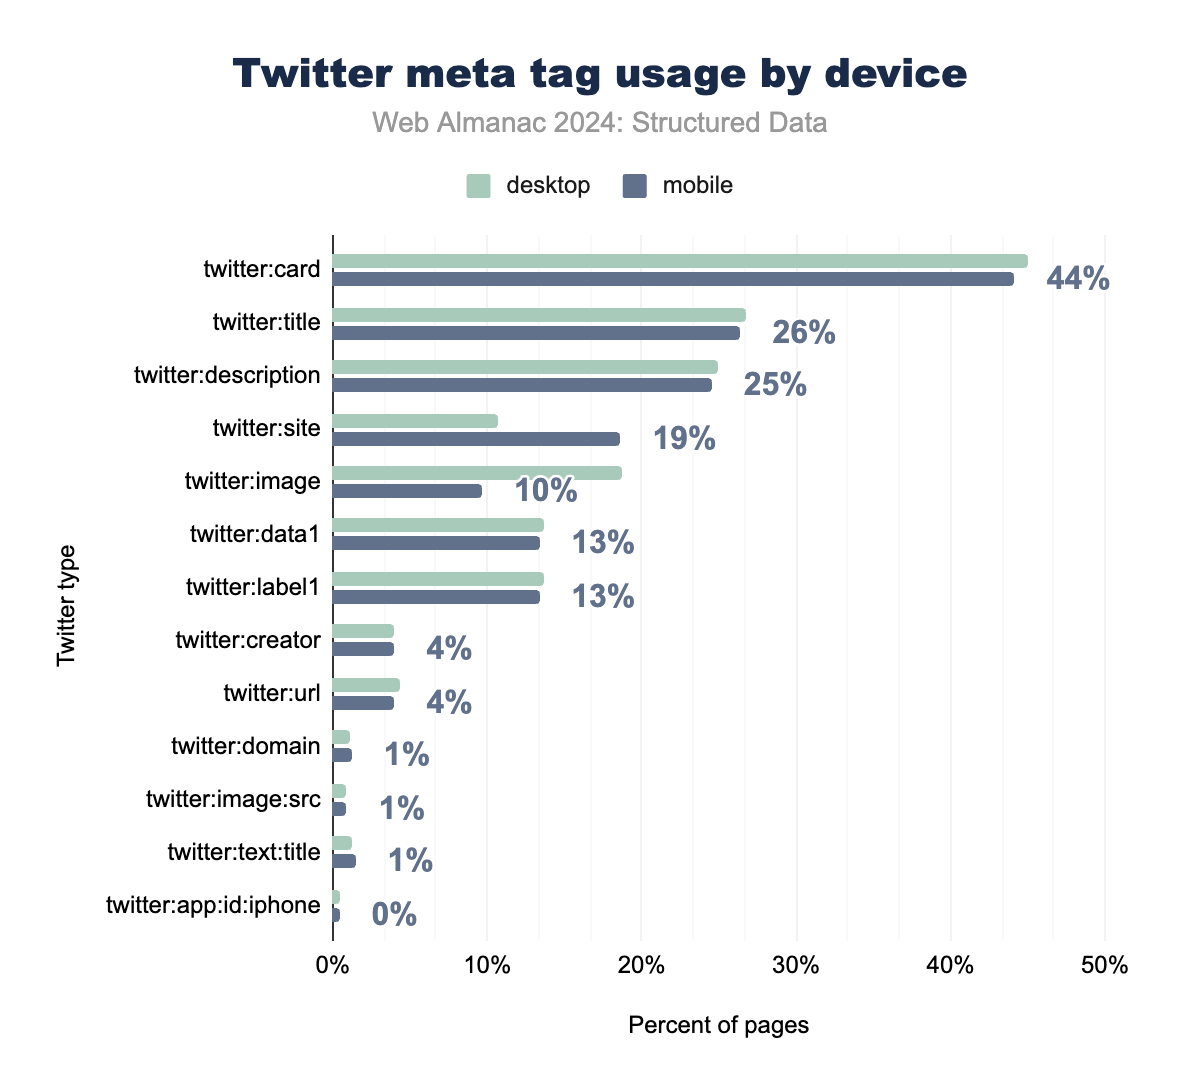 Twitter meta tag usage by device
Web Almanac 2024: Structured Data
desktop mobile
twitter:card 44%
twitter:title 26%
twitter:description 25%
twitter:site 19%
twitter:image 10%
twitter:data1 13%
twitter:label1 13%
twitter:creator 4%
twitter:url 4%
twitter:domain 1%
twitter:image:src 1%
twitter:text:title 1%
twitter:app:id:iphone 0%
Twitter type
0% 10% 20% 30% 40% 50%
Percent of pages